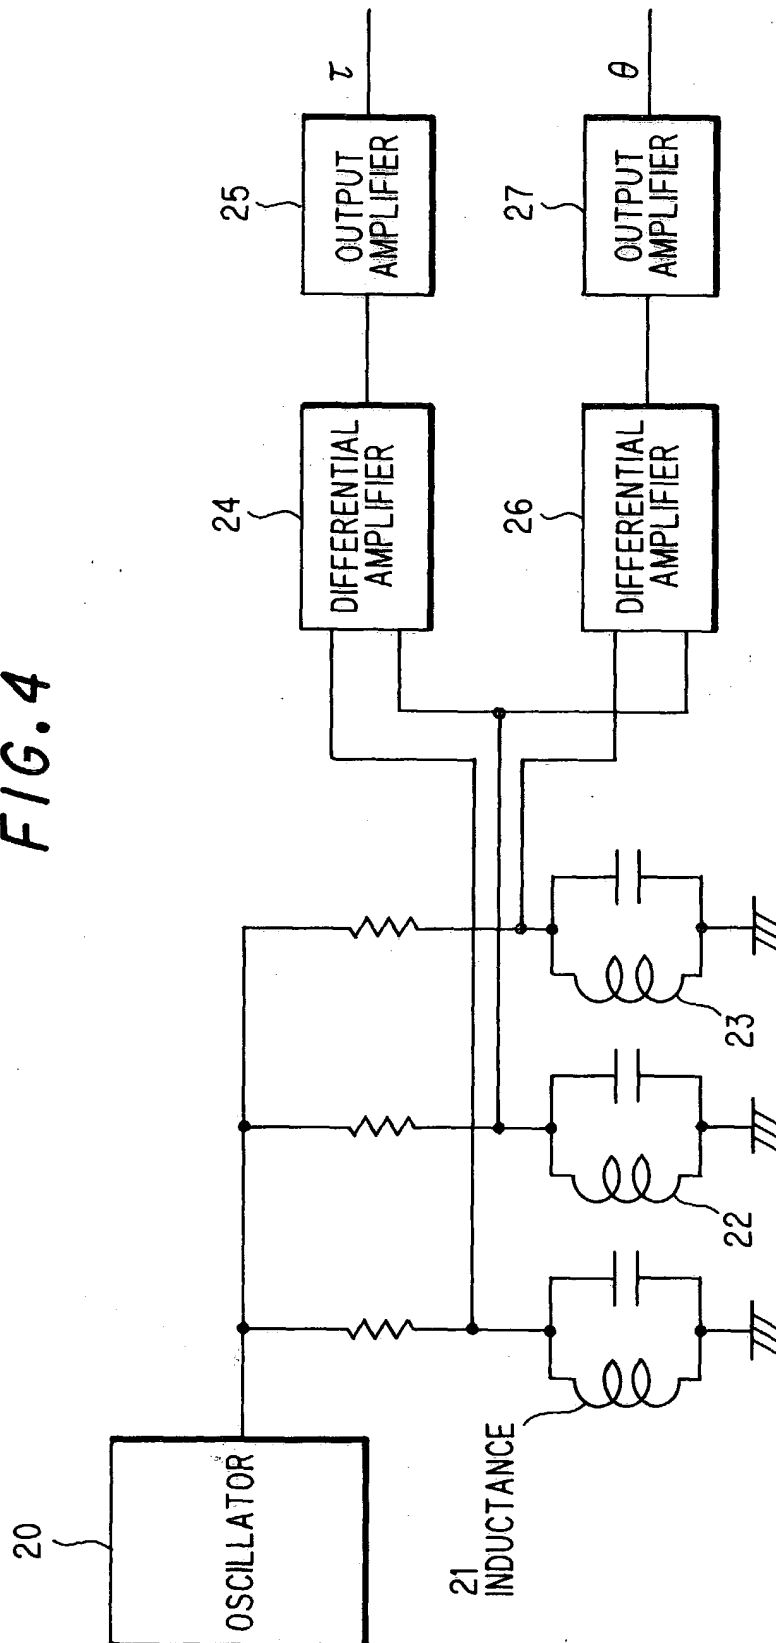 FIG.4
20
OSCILLATOR
21
INDUCTANCE
22
23
24
DIFFERENTIAL
AMPLIFIER
25
OUTPUT
AMPLIFIER
τ
26
DIFFERENTIAL
AMPLIFIER
27
OUTPUT
AMPLIFIER
θ